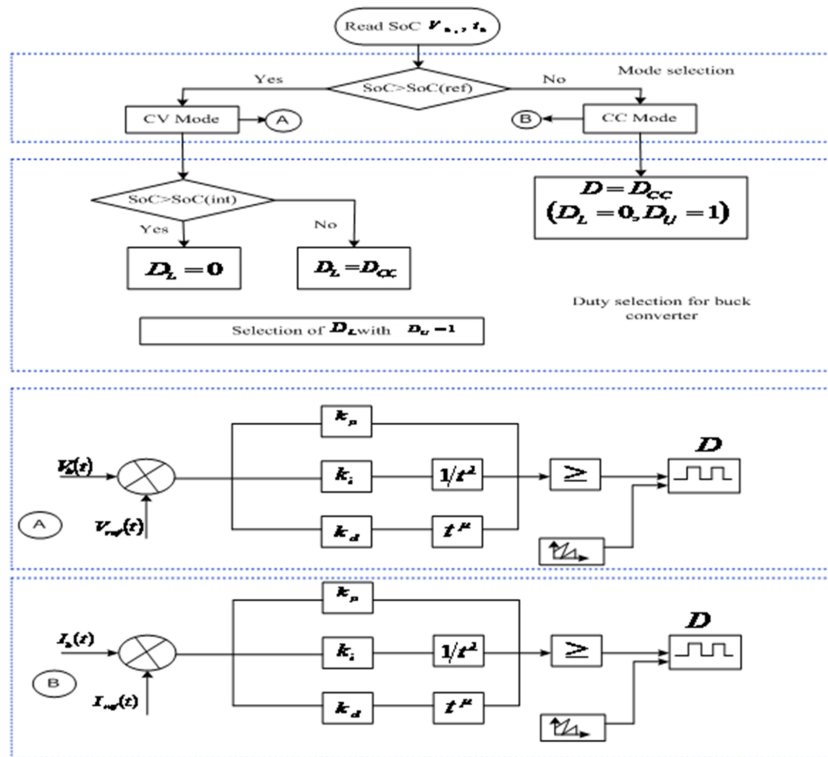 Read SoC V_b, , i_b
Yes
No
Mode selection
SoC>SoC(ref)
CV Mode
A
B
CC Mode
SoC>SoC(int)
D = D_CC
(D_L = 0, D_U = 1)
Yes
No
D_L = 0
D_L = D_CC
Duty selection for buck
converter
Selection of D_L with D_U = 1
k_p
D
V_b(t)
k_i
1/t^λ
≥
V_ref(t)
A
k_d
t^μ
k_p
D
I_b(t)
k_i
1/t^λ
≥
B
I_ref(t)
k_d
t^μ